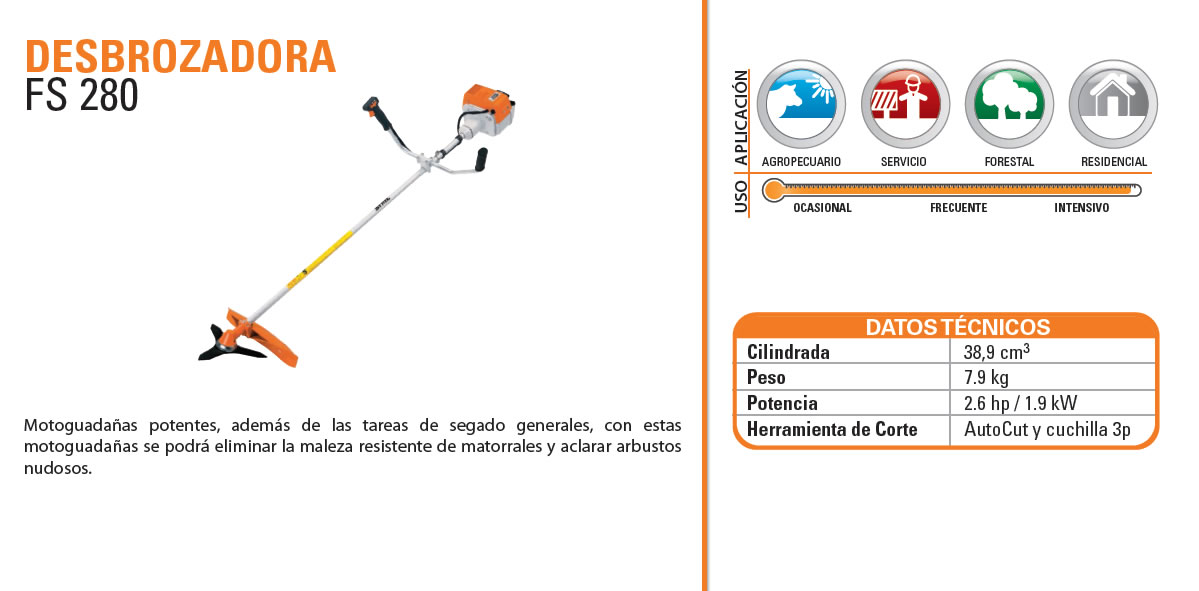 DESBROZADORA
FS 280
Motoguadañas potentes, además de las tareas de segado generales, con estas
motoguadañas se podrá eliminar la maleza resistente de matorrales y aclarar arbustos
nudosos.
APLICACIÓN
AGROPECUARIO SERVICIO FORESTAL RESIDENCIAL
USO
OCASIONAL FRECUENTE INTENSIVO
DATOS TÉCNICOS
Cilindrada 38,9 cm³
Peso 7.9 kg
Potencia 2.6 hp / 1.9 kW
Herramienta de Corte AutoCut y cuchilla 3p